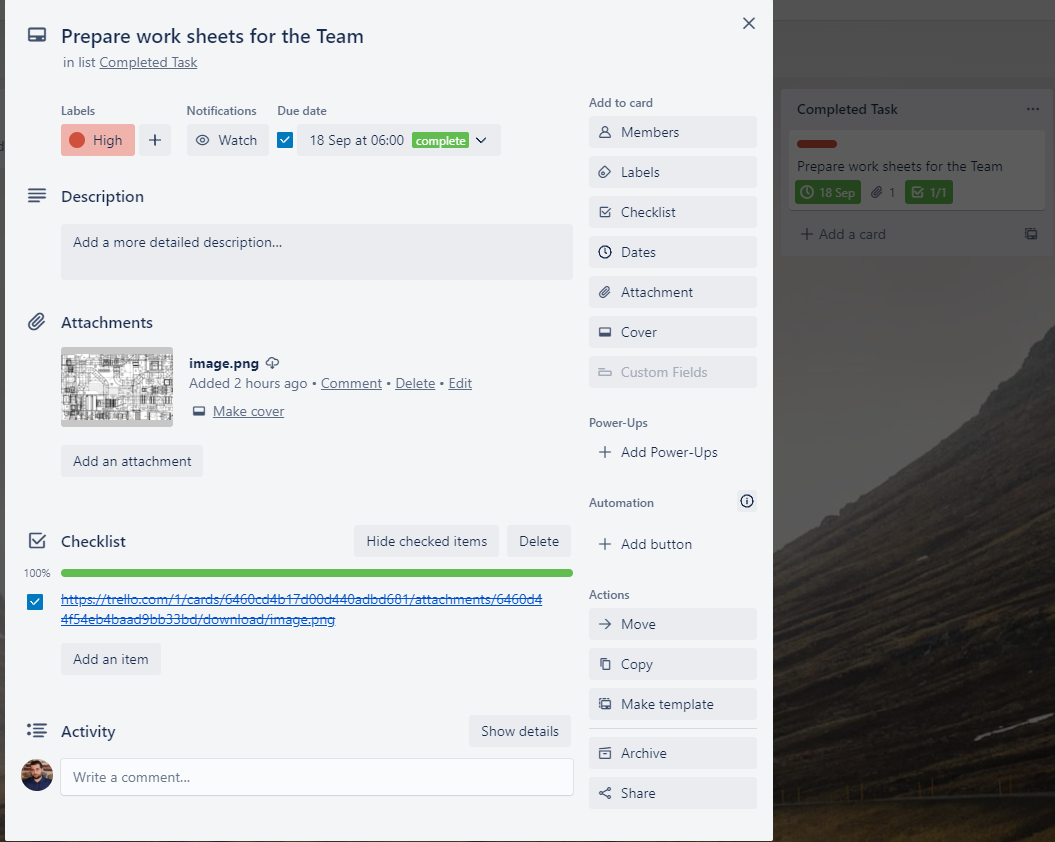 Prepare work sheets for the Team
in list Completed Task
Labels
High
Notifications
Watch
Due date
18 Sep at 06:00 complete
Description
Add a more detailed description...
Attachments
image.png
Added 2 hours ago • Comment • Delete • Edit
Make cover
Add an attachment
Checklist
Hide checked items
Delete
100%
https://trello.com/1/cards/6460cd4b17d00d440adbd681/attachments/6460d4
4f54eb4baad9bb33bd/download/image.png
Add an item
Activity
Show details
Write a comment...
Add to card
Members
Labels
Checklist
Dates
Attachment
Cover
Custom Fields
Power-Ups
Add Power-Ups
Automation
Add button
Actions
Move
Copy
Make template
Archive
Share
Completed Task
Prepare work sheets for the Team
18 Sep 1 1/1
Add a card